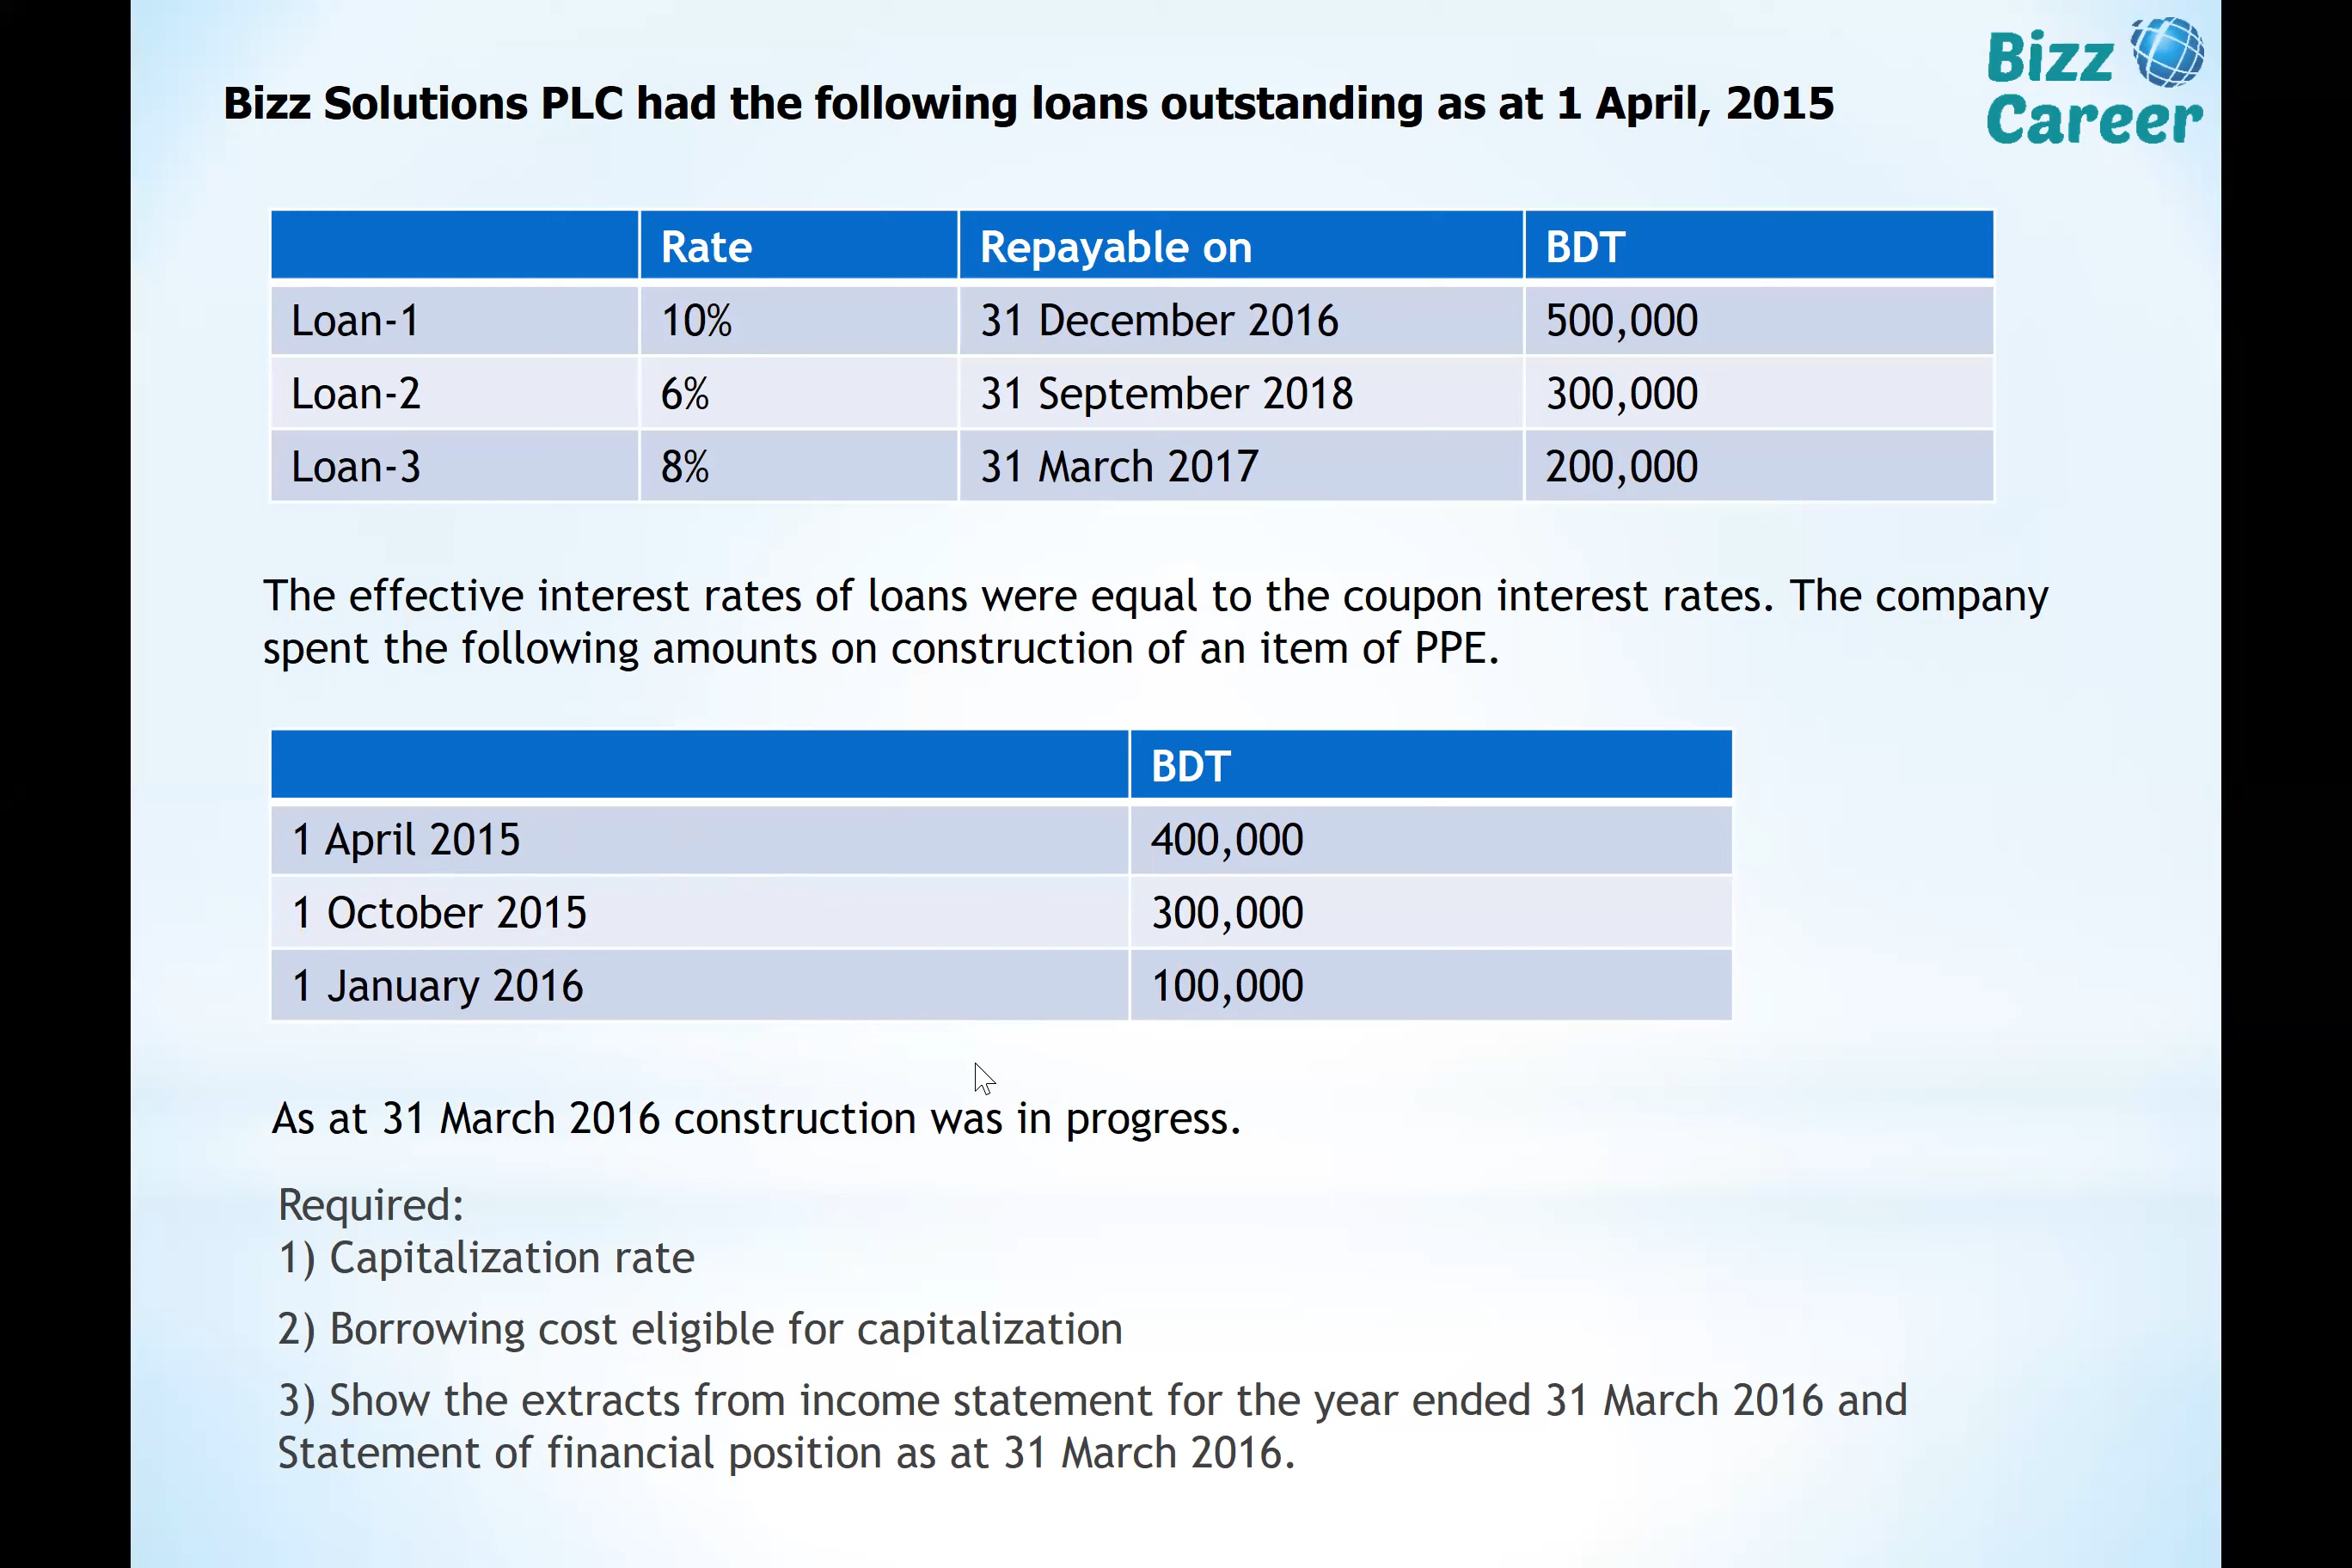 Bizz Career
Bizz Solutions PLC had the following loans outstanding as at 1 April, 2015
Rate Repayable on BDT
Loan-1 10% 31 December 2016 500,000
Loan-2 6% 31 September 2018 300,000
Loan-3 8% 31 March 2017 200,000
The effective interest rates of loans were equal to the coupon interest rates. The company
spent the following amounts on construction of an item of PPE.
BDT
1 April 2015 400,000
1 October 2015 300,000
1 January 2016 100,000
As at 31 March 2016 construction was in progress.
Required:
1) Capitalization rate
2) Borrowing cost eligible for capitalization
3) Show the extracts from income statement for the year ended 31 March 2016 and
Statement of financial position as at 31 March 2016.